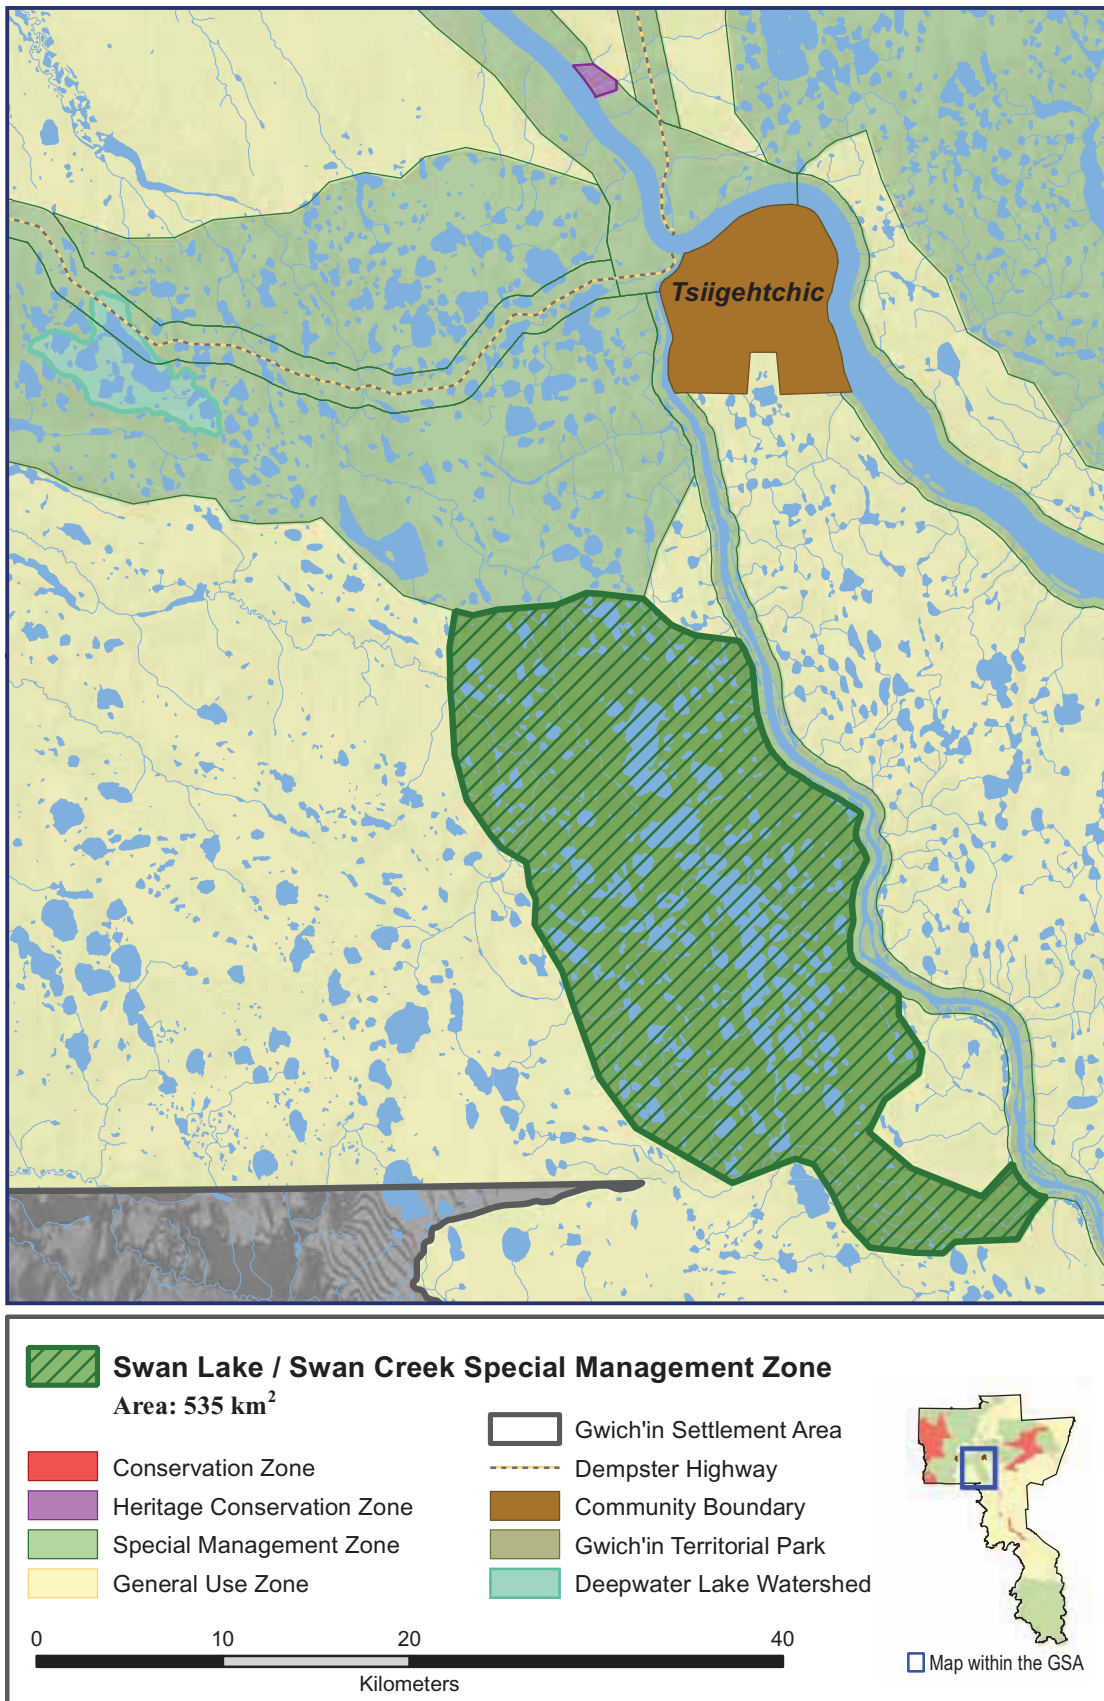 Tsiigehtchic
Swan Lake / Swan Creek Special Management Zone
Area: 535 km²
Conservation Zone
Heritage Conservation Zone
Special Management Zone
General Use Zone
Gwich'in Settlement Area
Dempster Highway
Community Boundary
Gwich'in Territorial Park
Deepwater Lake Watershed
0 10 20 40
Kilometers
Map within the GSA